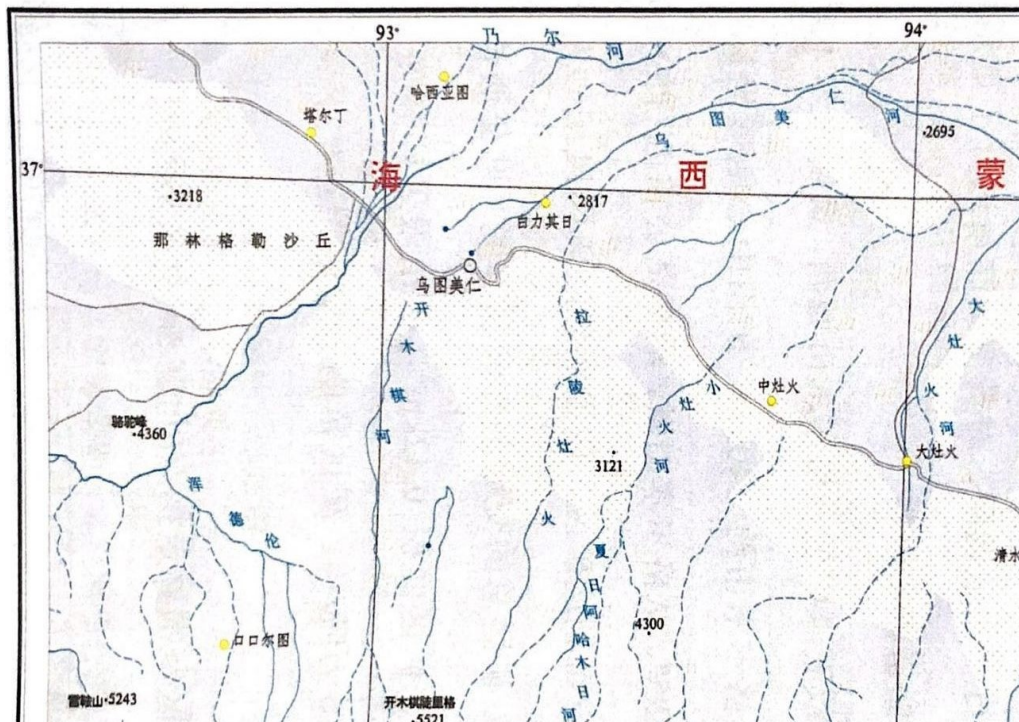 93°
94°
乃尔河
哈西亚图
塔尔丁
乌图美仁河
2695
37°
海西蒙
3218
2817
白力其日
那林格勒沙丘
乌图美仁
开木棋河
拉陵灶火
小灶火河
大灶火河
中灶火
骆驼峰
4360
3121
大灶火
浑德伦
夏日阿哈木日河
清水
4300
口口尔图
雪鞍山
5243
开木棋陡里格
5521